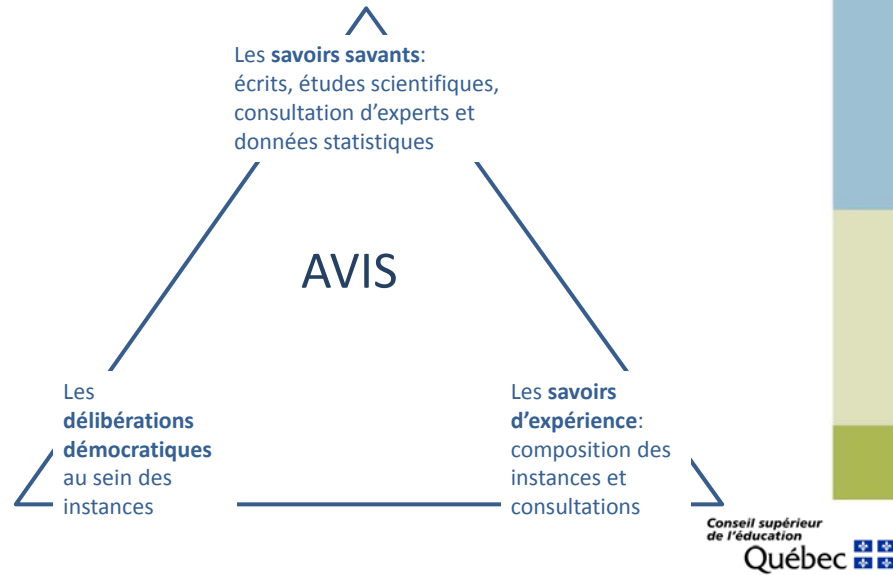 Les savoirs savants:
écrits, études scientifiques,
consultation d'experts et
données statistiques
AVIS
Les
délibérations
démocratiques
au sein des
instances
Les savoirs
d'expérience:
composition des
instances et
consultations
Conseil supérieur
de l'éducation
Québec